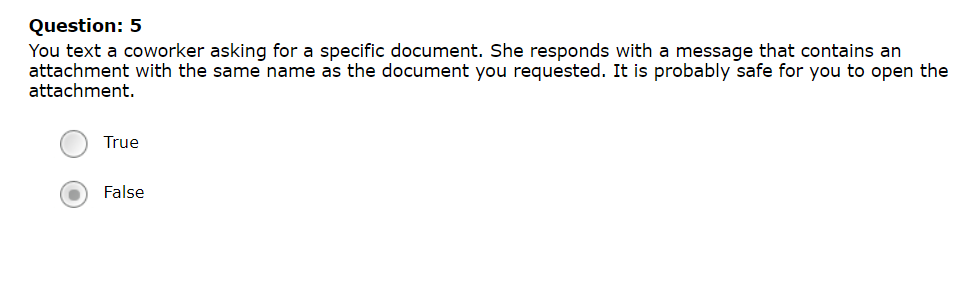 Question: 5
You text a coworker asking for a specific document. She responds with a message that contains an
attachment with the same name as the document you requested. It is probably safe for you to open the
attachment.
True
False